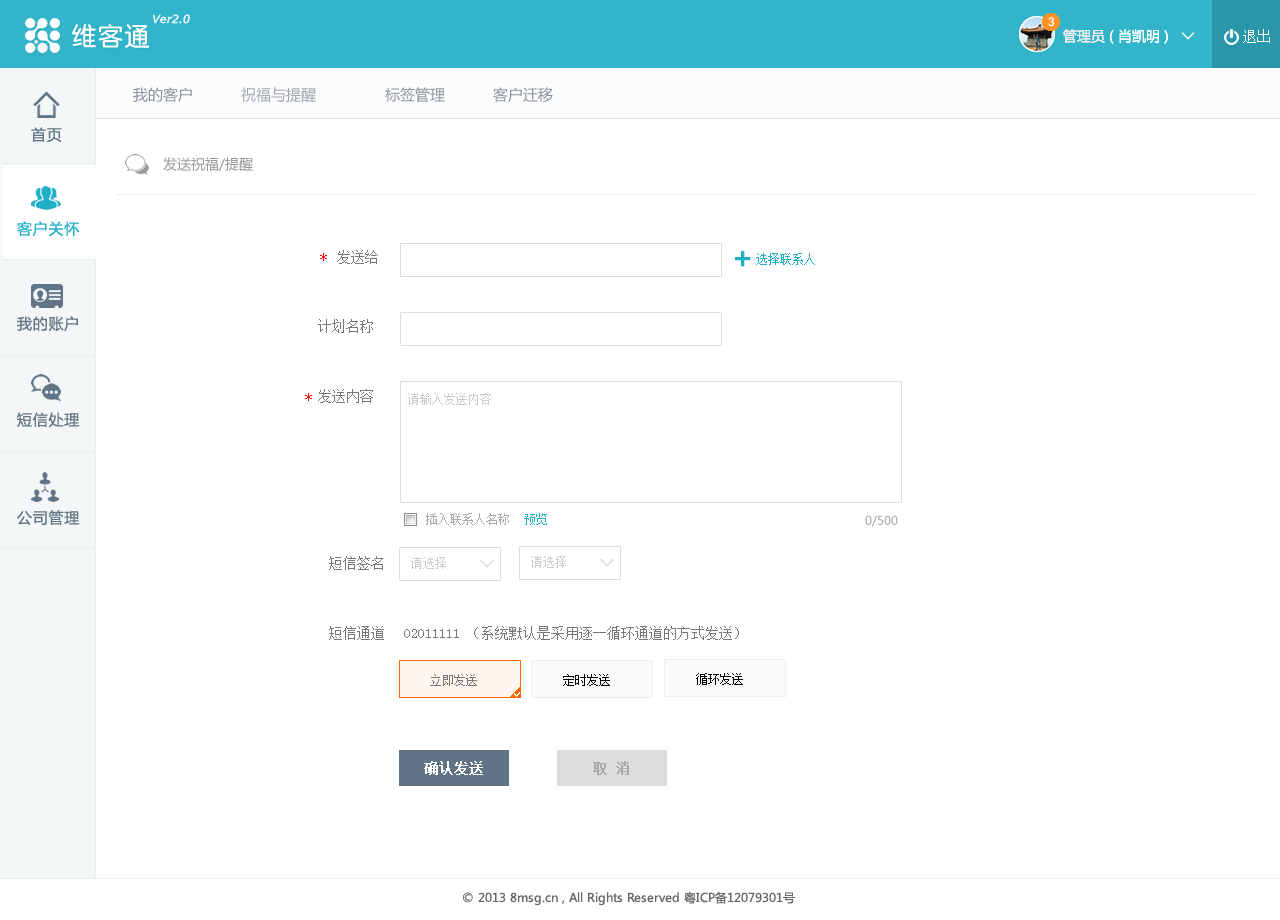 维客通 Ver2.0
3 管理员 ( 肖凯明 ) 退出
我的客户 祝福与提醒 标签管理 客户迁移
首页
客户关怀
我的账户
短信处理
公司管理
发送祝福/提醒
* 发送给 选择联系人
计划名称
* 发送内容 请输入发送内容
插入联系人名称 预览 0/500
短信签名 请选择 请选择
短信通道 02011111 （系统默认是采用逐一循环通道的方式发送）
立即发送 定时发送 循环发送
确认发送 取 消
© 2013 8msg.cn , All Rights Reserved 粤ICP备12079301号